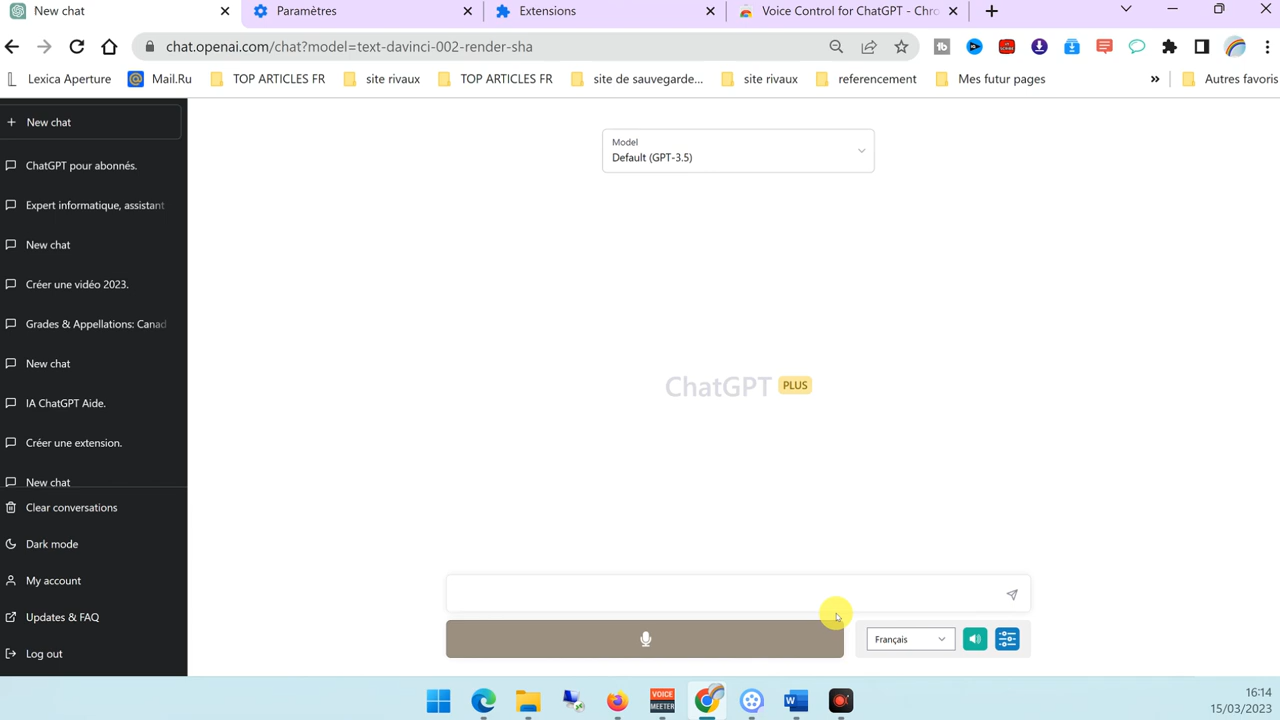 New chat
Paramètres
Extensions
Voice Control for ChatGPT - Chro
chat.openai.com/chat?model=text-davinci-002-render-sha
Lexica Aperture
Mail.Ru
TOP ARTICLES FR
site rivaux
TOP ARTICLES FR
site de sauvegarde...
site rivaux
referencement
Mes futur pages
»
Autres favoris
+ New chat
ChatGPT pour abonnés.
Expert informatique, assistant
New chat
Créer une vidéo 2023.
Grades & Appellations: Canad
New chat
IA ChatGPT Aide.
Créer une extension.
New chat
Clear conversations
Dark mode
My account
Updates & FAQ
Log out
Model
Default (GPT-3.5)
ChatGPT PLUS
Français
VOICE
MEETER
16:14
15/03/2023